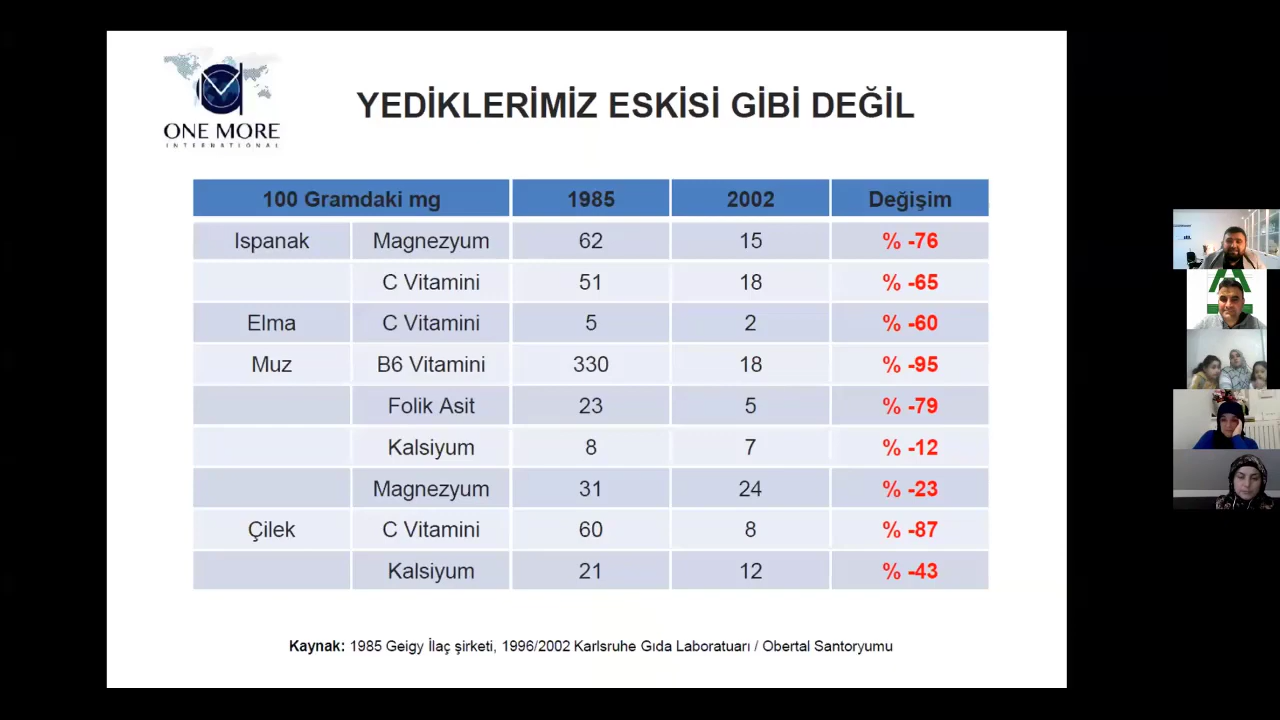 ONE MORE
INTERNATIONAL
YEDİKLERİMİZ ESKİSİ GİBİ DEĞİL
100 Gramdaki mg 1985 2002 Değişim
Ispanak Magnezyum 62 15 % -76
C Vitamini 51 18 % -65
Elma C Vitamini 5 2 % -60
Muz B6 Vitamini 330 18 % -95
Folik Asit 23 5 % -79
Kalsiyum 8 7 % -12
Magnezyum 31 24 % -23
Çilek C Vitamini 60 8 % -87
Kalsiyum 21 12 % -43
Kaynak: 1985 Geigy İlaç şirketi, 1996/2002 Karlsruhe Gıda Laboratuarı / Obertal Santoryumu